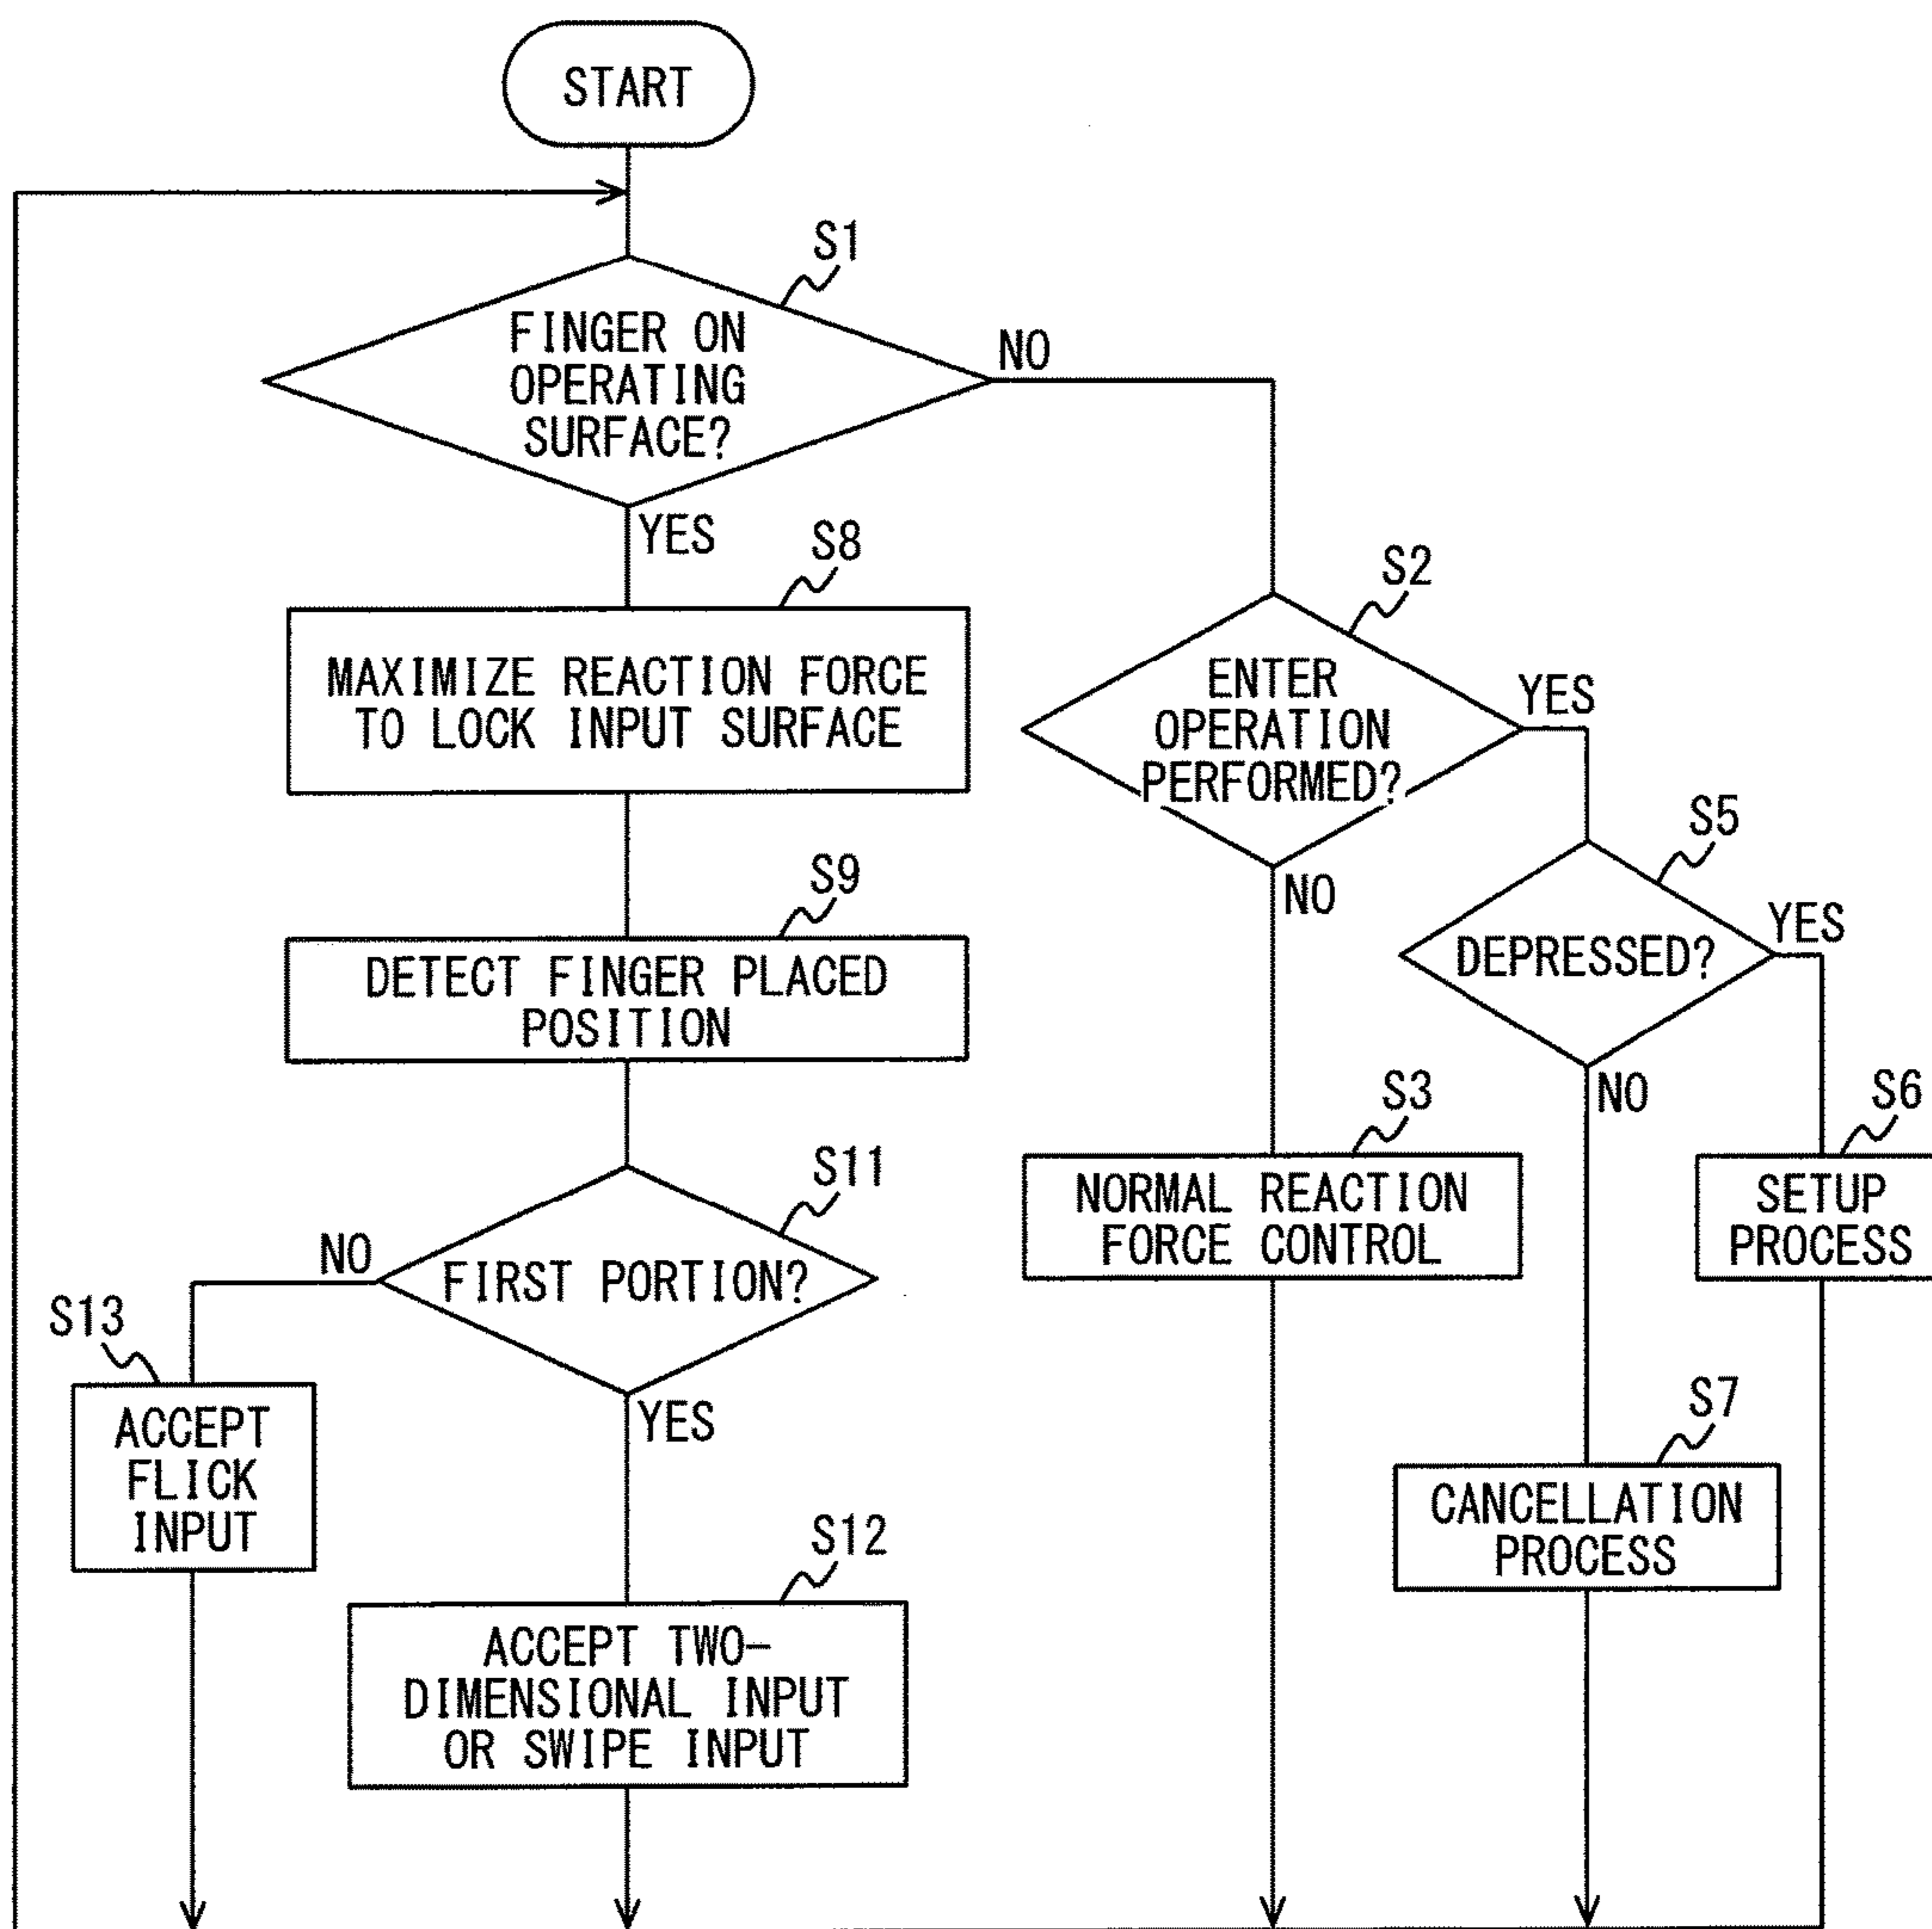 START
S1
FINGER ON
OPERATING
SURFACE?
NO
YES
S8
MAXIMIZE REACTION FORCE
TO LOCK INPUT SURFACE
S2
ENTER
OPERATION
PERFORMED?
YES
NO
S5
DEPRESSED?
YES
NO
S9
DETECT FINGER PLACED
POSITION
S3
NORMAL REACTION
FORCE CONTROL
S6
SETUP
PROCESS
S11
FIRST PORTION?
NO
YES
S13
ACCEPT
FLICK
INPUT
S7
CANCELLATION
PROCESS
S12
ACCEPT TWO-
DIMENSIONAL INPUT
OR SWIPE INPUT